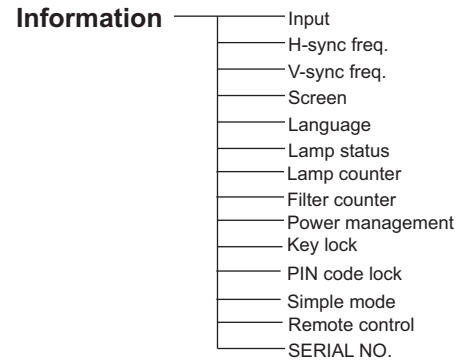 Information
Input
H-sync freq.
V-sync freq.
Screen
Language
Lamp status
Lamp counter
Filter counter
Power management
Key lock
PIN code lock
Simple mode
Remote control
SERIAL NO.